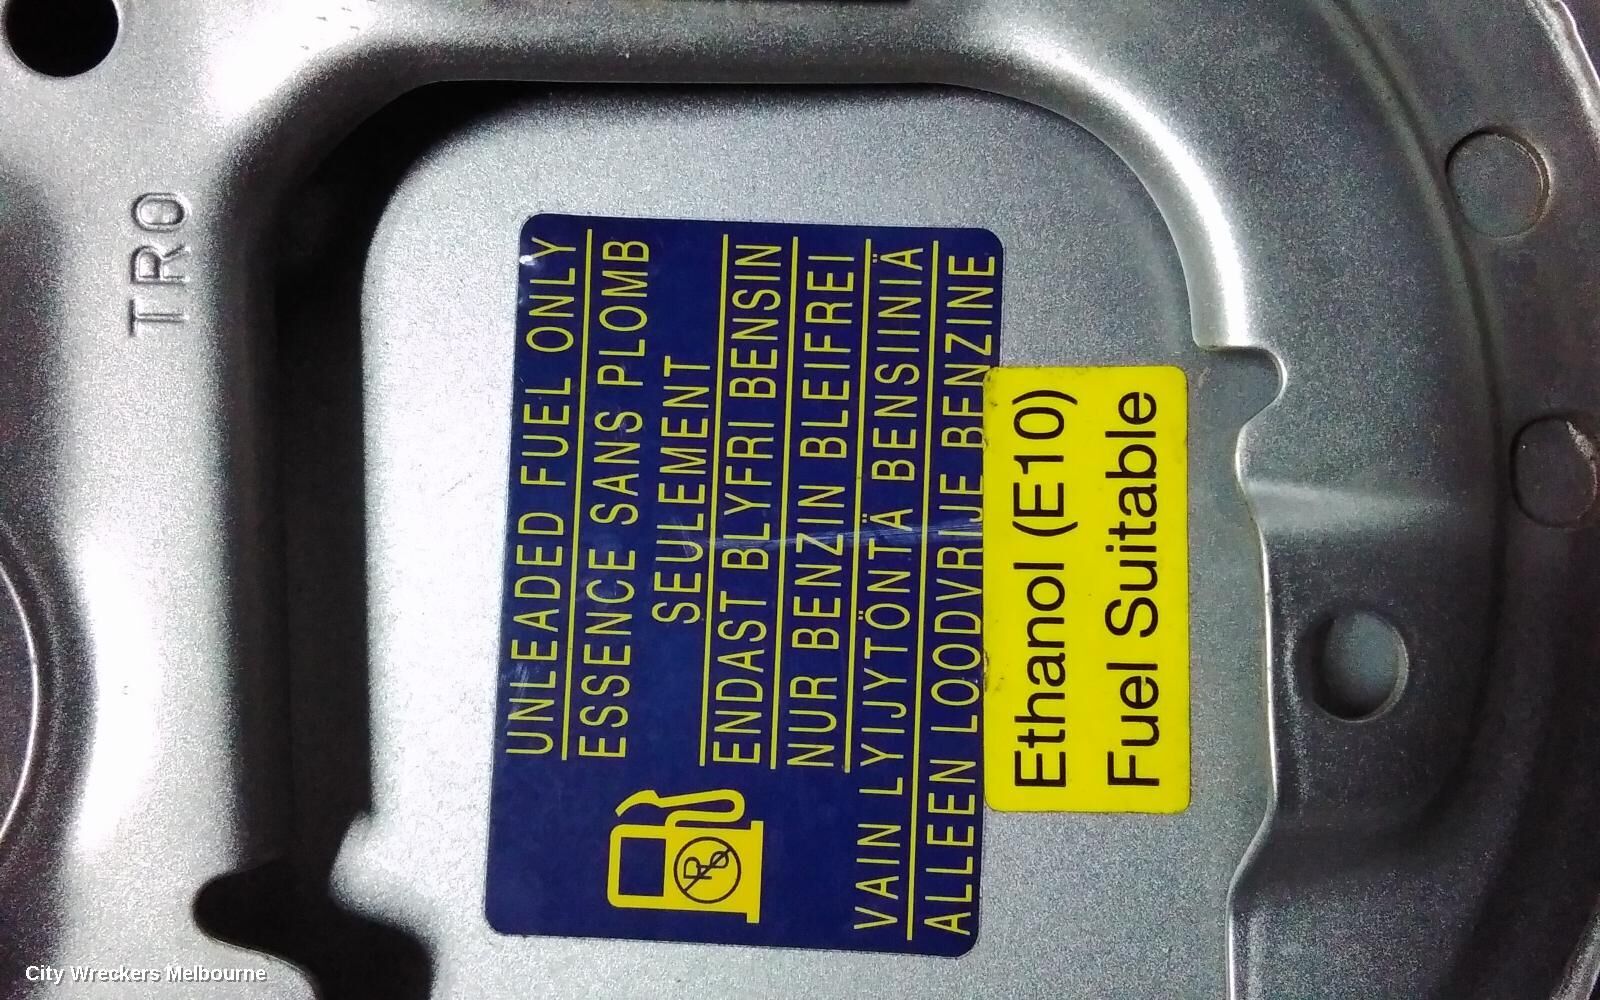 TRO
UNLEADED FUEL ONLY
ESSENCE SANS PLOMB
SEULEMENT
ENDAST BLYFRI BENSIN
NUR BENZIN BLEIFREI
VAIN LYIJYTÖNTÄ BENSIINIÄ
ALLEEN LOODVRIJE BENZINE
Pb
Ethanol (E10)
Fuel Suitable
City Wreckers Melbourne